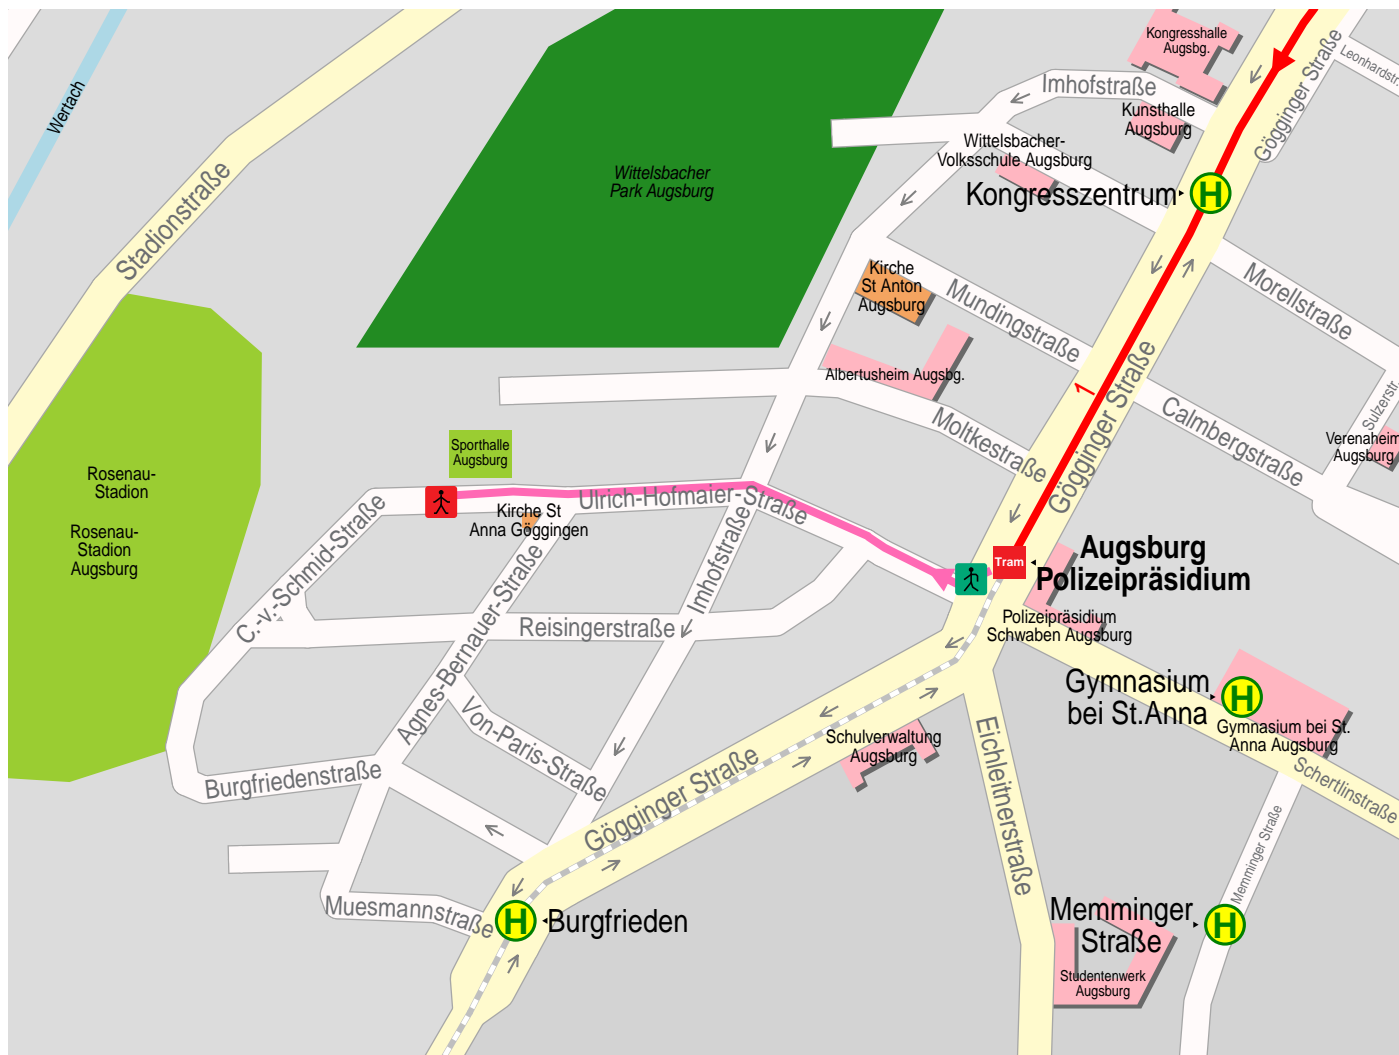 Kongresshalle
Augsbg.
Leonhardstr.
Gögginger Straße
Imhofstraße
Kunsthalle
Augsburg
Wertach
Wittelsbacher-
Volksschule Augsburg
Wittelsbacher
Park Augsburg
Kongresszentrum
H
Stadionstraße
Kirche
St Anton
Augsburg
Mundingstraße
Morellstraße
Albertusheim Augsbg.
1
Gögginger Straße
Sulzerstr.
Moltkestraße
Calmbergstraße
Verenaheim
Augsburg
Sporthalle
Augsburg
Rosenau-
Stadion
Rosenau-
Stadion
Augsburg
Ulrich-Hofmaier-Straße
Kirche St
Anna Göggingen
C.-v.-Schmid-Straße
Imhofstraße
Tram
Augsburg
Polizeipräsidium
Agnes-Bernauer-Straße
Reisingerstraße
Polizeipräsidium
Schwaben Augsburg
Gymnasium
bei St.Anna
H
Gymnasium bei St.
Anna Augsburg
Von-Paris-Straße
Schulverwaltung
Augsburg
Eichleitnerstraße
Burgfriedenstraße
Gögginger Straße
Schertlinstraße
Memminger Straße
Muesmannstraße
H
Burgfrieden
Memminger
Straße
H
Studentenwerk
Augsburg